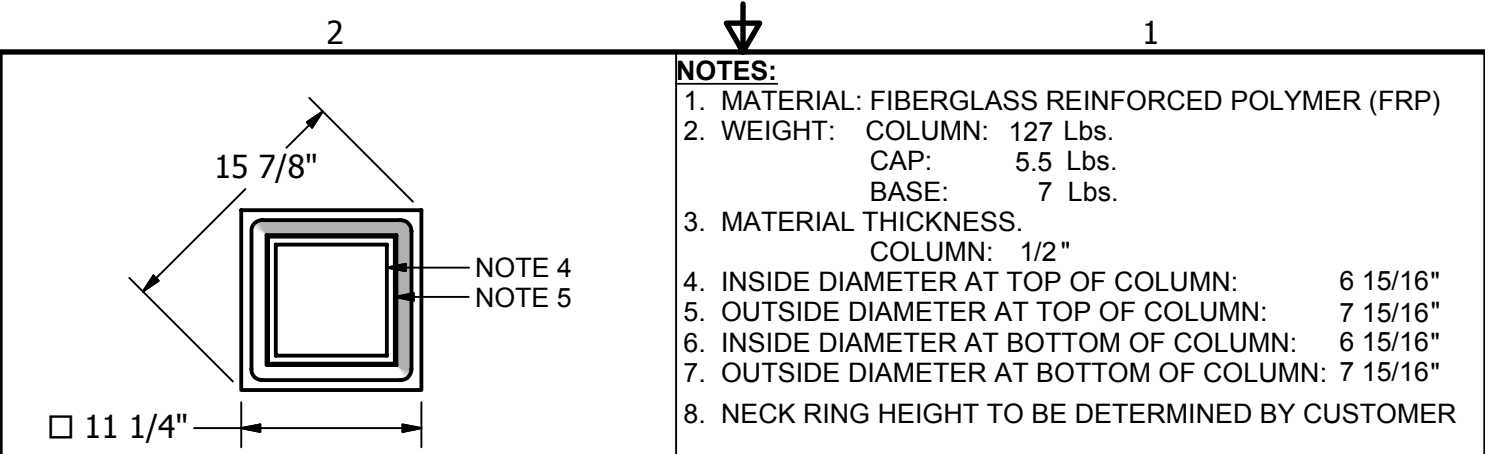 2
1
15 7/8"
NOTE 4
NOTE 5
□ 11 1/4"
NOTES:
1. MATERIAL: FIBERGLASS REINFORCED POLYMER (FRP)
2. WEIGHT: COLUMN: 127 Lbs.
CAP: 5.5 Lbs.
BASE: 7 Lbs.
3. MATERIAL THICKNESS.
COLUMN: 1/2"
4. INSIDE DIAMETER AT TOP OF COLUMN: 6 15/16"
5. OUTSIDE DIAMETER AT TOP OF COLUMN: 7 15/16"
6. INSIDE DIAMETER AT BOTTOM OF COLUMN: 6 15/16"
7. OUTSIDE DIAMETER AT BOTTOM OF COLUMN: 7 15/16"
8. NECK RING HEIGHT TO BE DETERMINED BY CUSTOMER